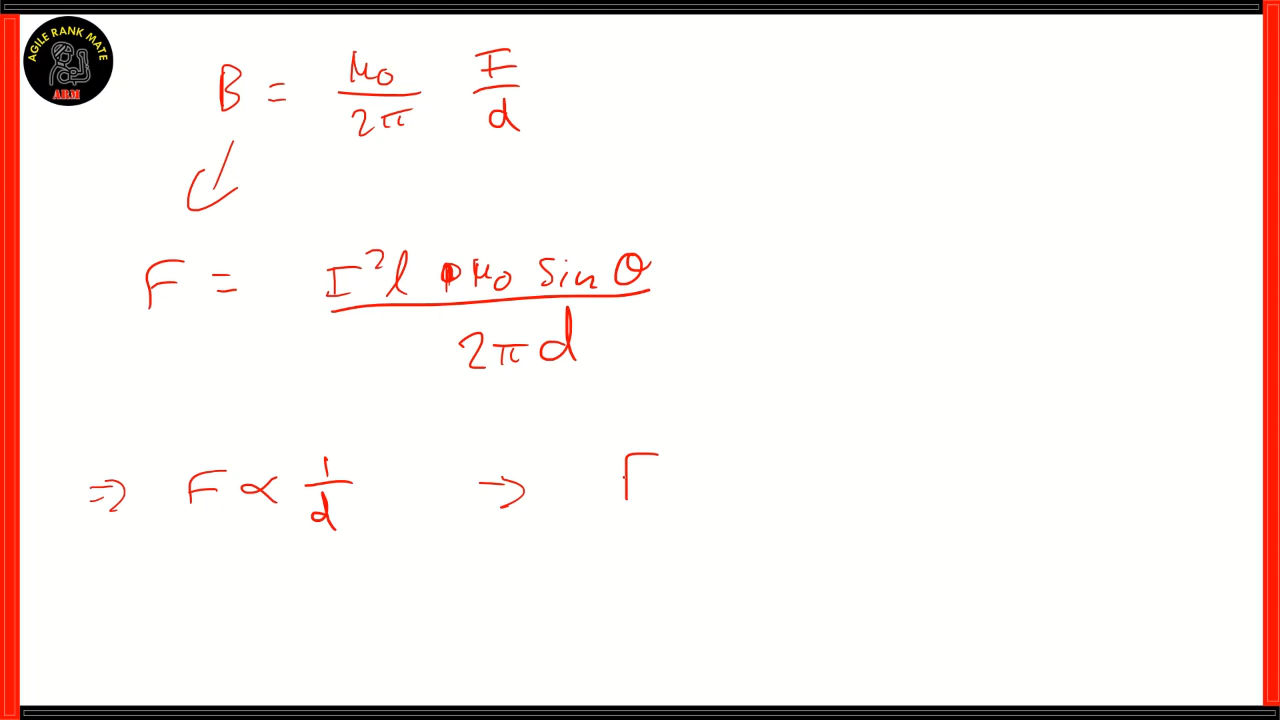 AGILE RANK MATE
ARM
B = μ₀/2π I/d
F = I²l μ₀ sin θ / 2πd
⇒ F ∝ 1/d → F